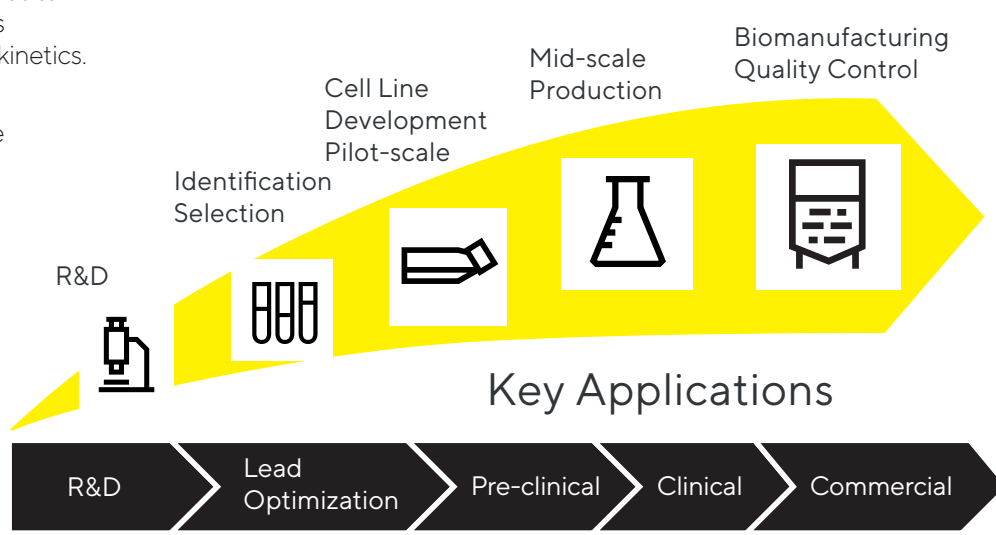 s
kinetics.
e
Biomanufacturing
Quality Control
Mid-scale
Production
Cell Line
Development
Pilot-scale
Identification
Selection
R&D
Key Applications
R&D
Lead
Optimization
Pre-clinical
Clinical
Commercial